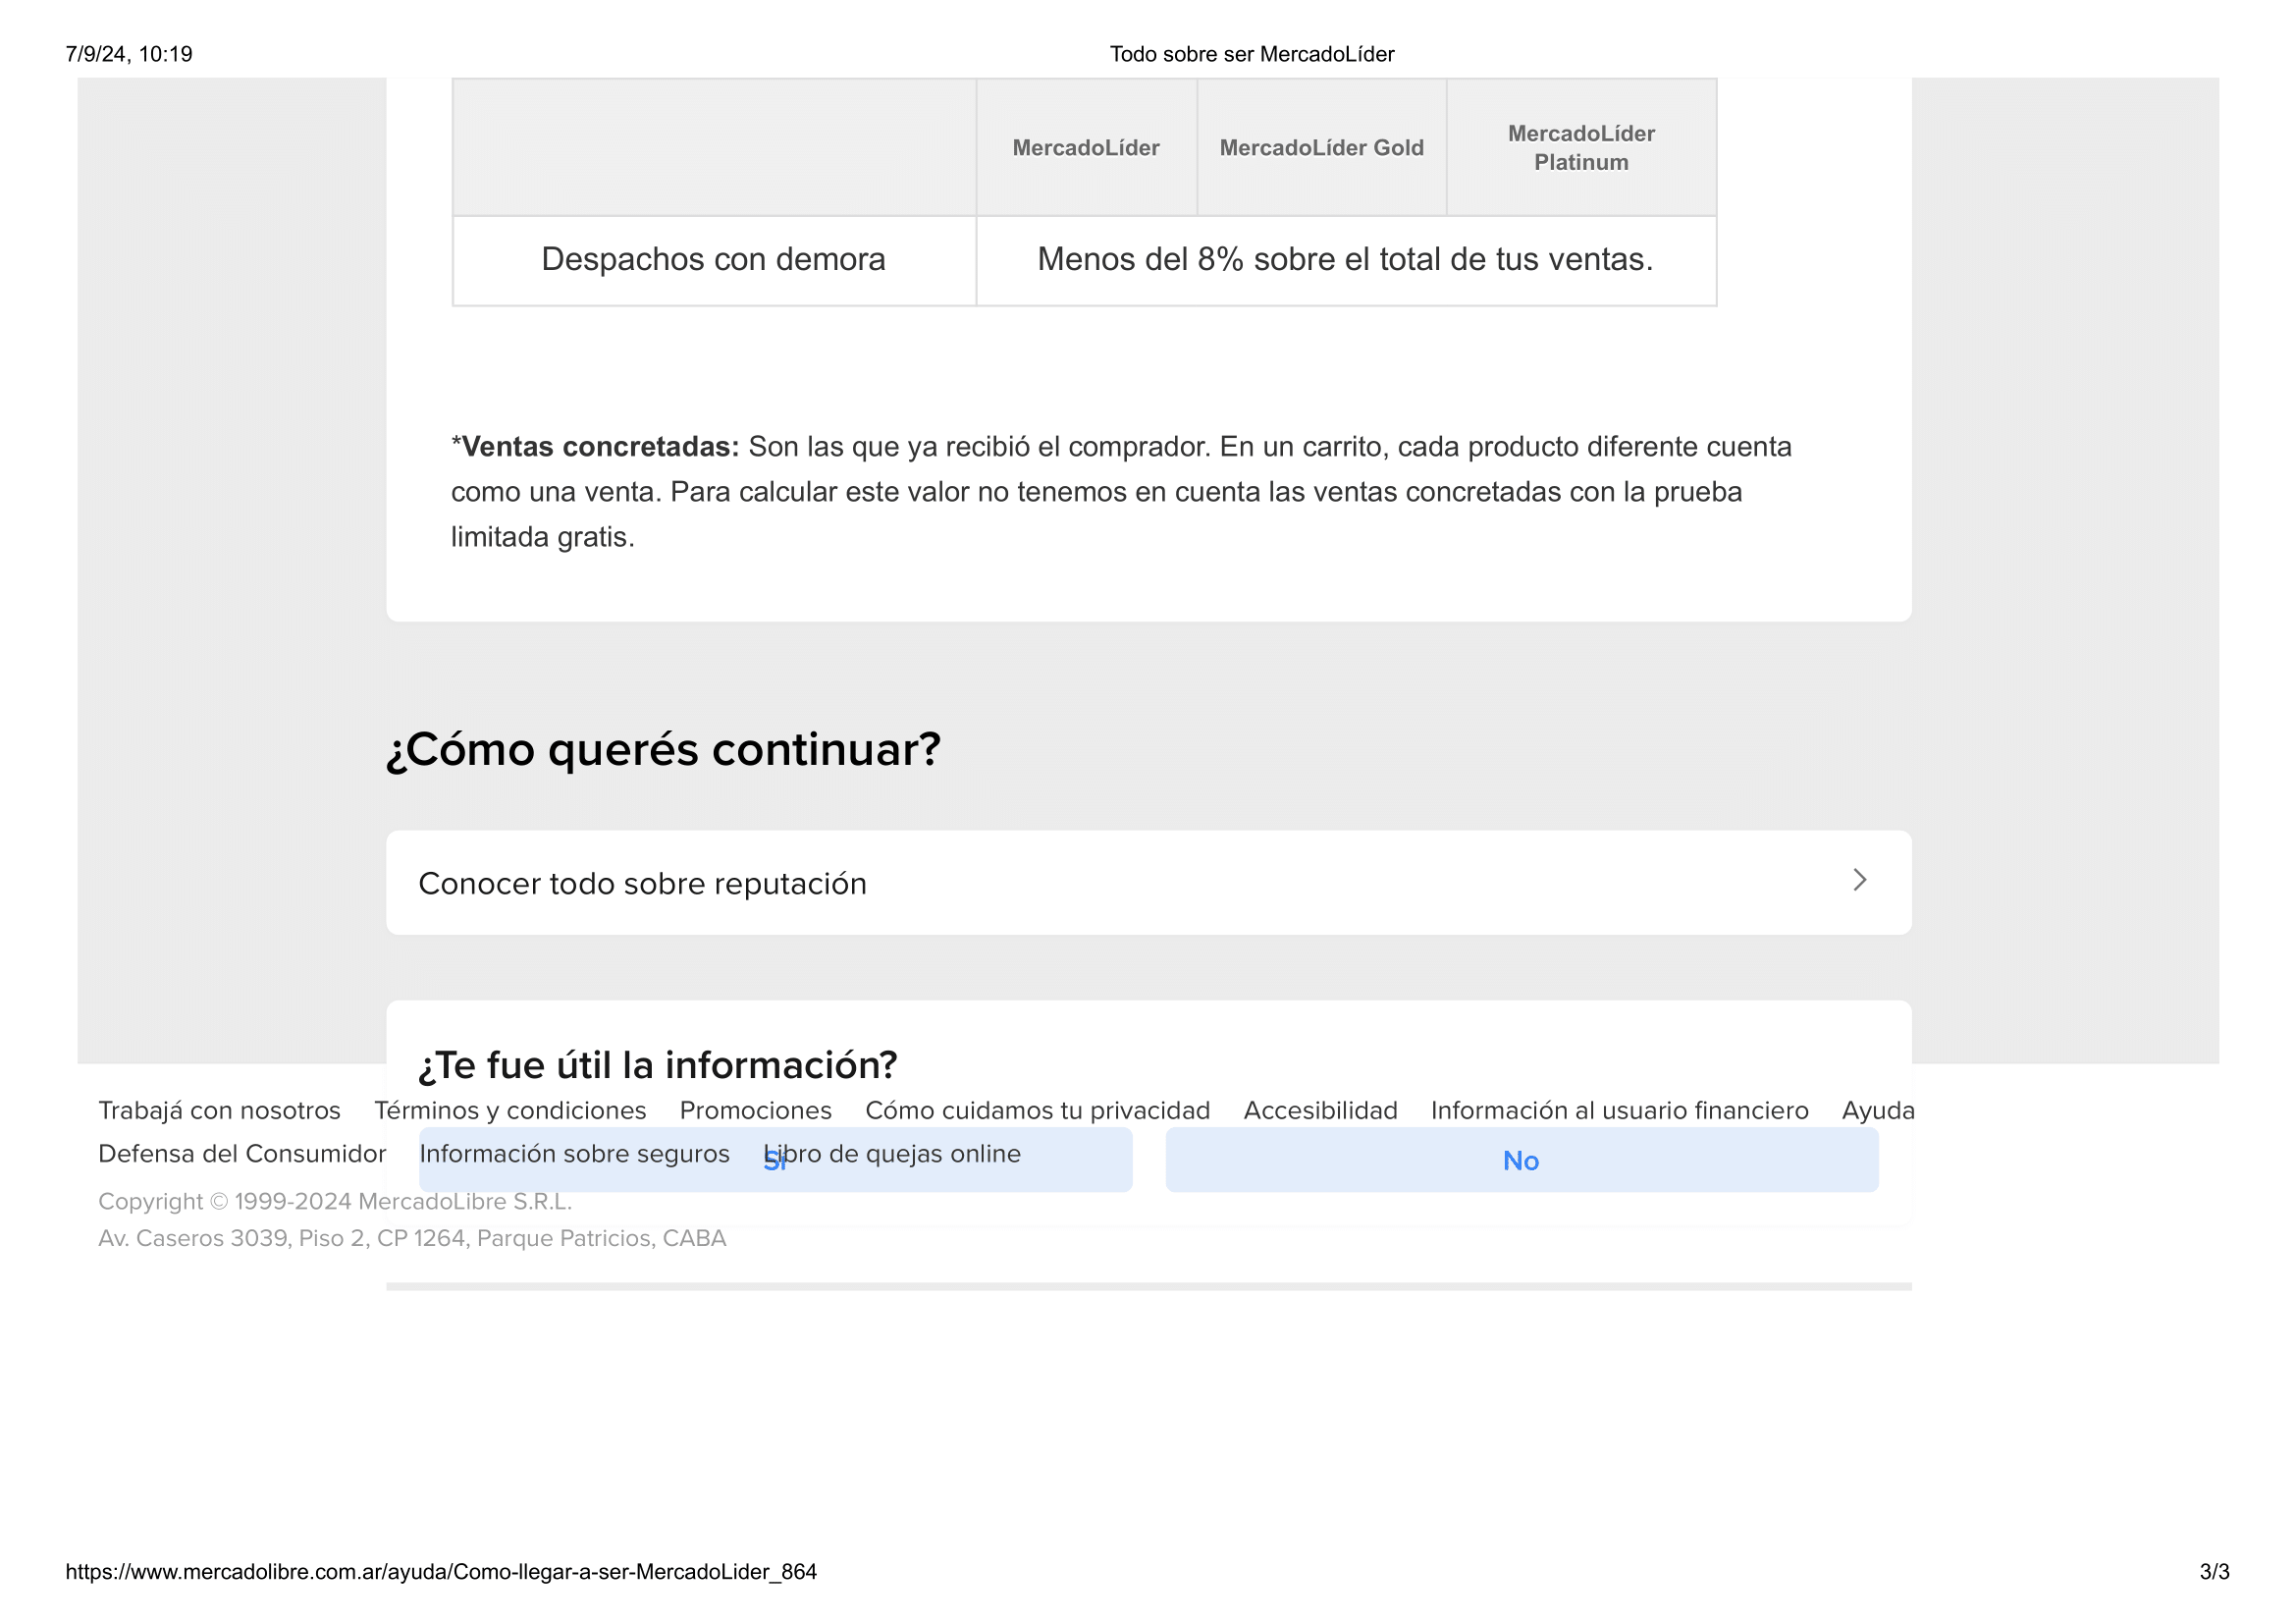 7/9/24, 10:19
Todo sobre ser MercadoLíder
MercadoLíder
MercadoLíder Gold
MercadoLíder
Platinum
Despachos con demora
Menos del 8% sobre el total de tus ventas.
*Ventas concretadas: Son las que ya recibió el comprador. En un carrito, cada producto diferente cuenta
como una venta. Para calcular este valor no tenemos en cuenta las ventas concretadas con la prueba
limitada gratis.
¿Cómo querés continuar?
Conocer todo sobre reputación
¿Te fue útil la información?
Trabajá con nosotros Términos y condiciones Promociones Cómo cuidamos tu privacidad Accesibilidad Información al usuario financiero Ayuda
Defensa del Consumidor Información sobre seguros Libro de quejas online
Sí
No
Copyright © 1999-2024 MercadoLibre S.R.L.
Av. Caseros 3039, Piso 2, CP 1264, Parque Patricios, CABA
https://www.mercadolibre.com.ar/ayuda/Como-llegar-a-ser-MercadoLider_864
3/3